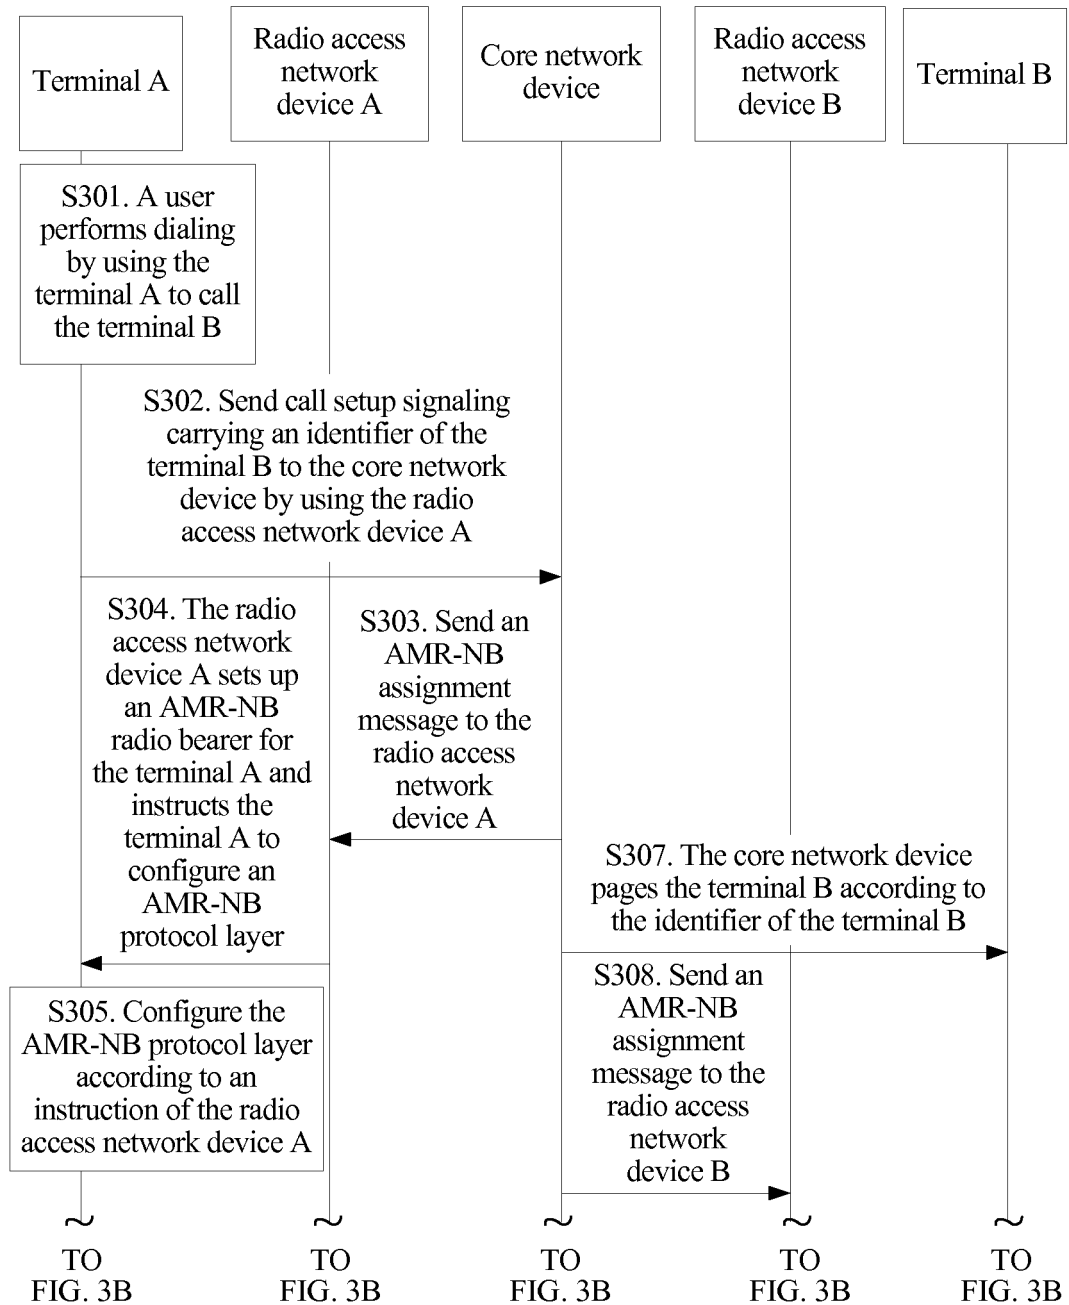 Terminal A
Radio access
network
device A
Core network
device
Radio access
network
device B
Terminal B
S301. A user
performs dialing
by using the
terminal A to call
the terminal B
S302. Send call setup signaling
carrying an identifier of the
terminal B to the core network
device by using the radio
access network device A
S304. The radio
access network
device A sets up
an AMR-NB
radio bearer for
the terminal A and
instructs the
terminal A to
configure an
AMR-NB
protocol layer
S303. Send an
AMR-NB
assignment
message to the
radio access
network
device A
S307. The core network device
pages the terminal B according to
the identifier of the terminal B
S308. Send an
AMR-NB
assignment
message to the
radio access
network
device B
S305. Configure the
AMR-NB protocol layer
according to an
instruction of the radio
access network device A
TO
FIG. 3B
TO
FIG. 3B
TO
FIG. 3B
TO
FIG. 3B
TO
FIG. 3B